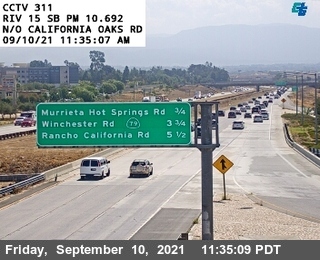 CCTV 311
RIV 15 SB PM 10.692
N/O CALIFORNIA OAKS RD
09/10/21 11:35:07 AM
Murrieta Hot Springs Rd 3/4
Winchester Rd 79 3 3/4
Rancho California Rd 5 1/2
Friday, September 10, 2021 11:35:09 PDT